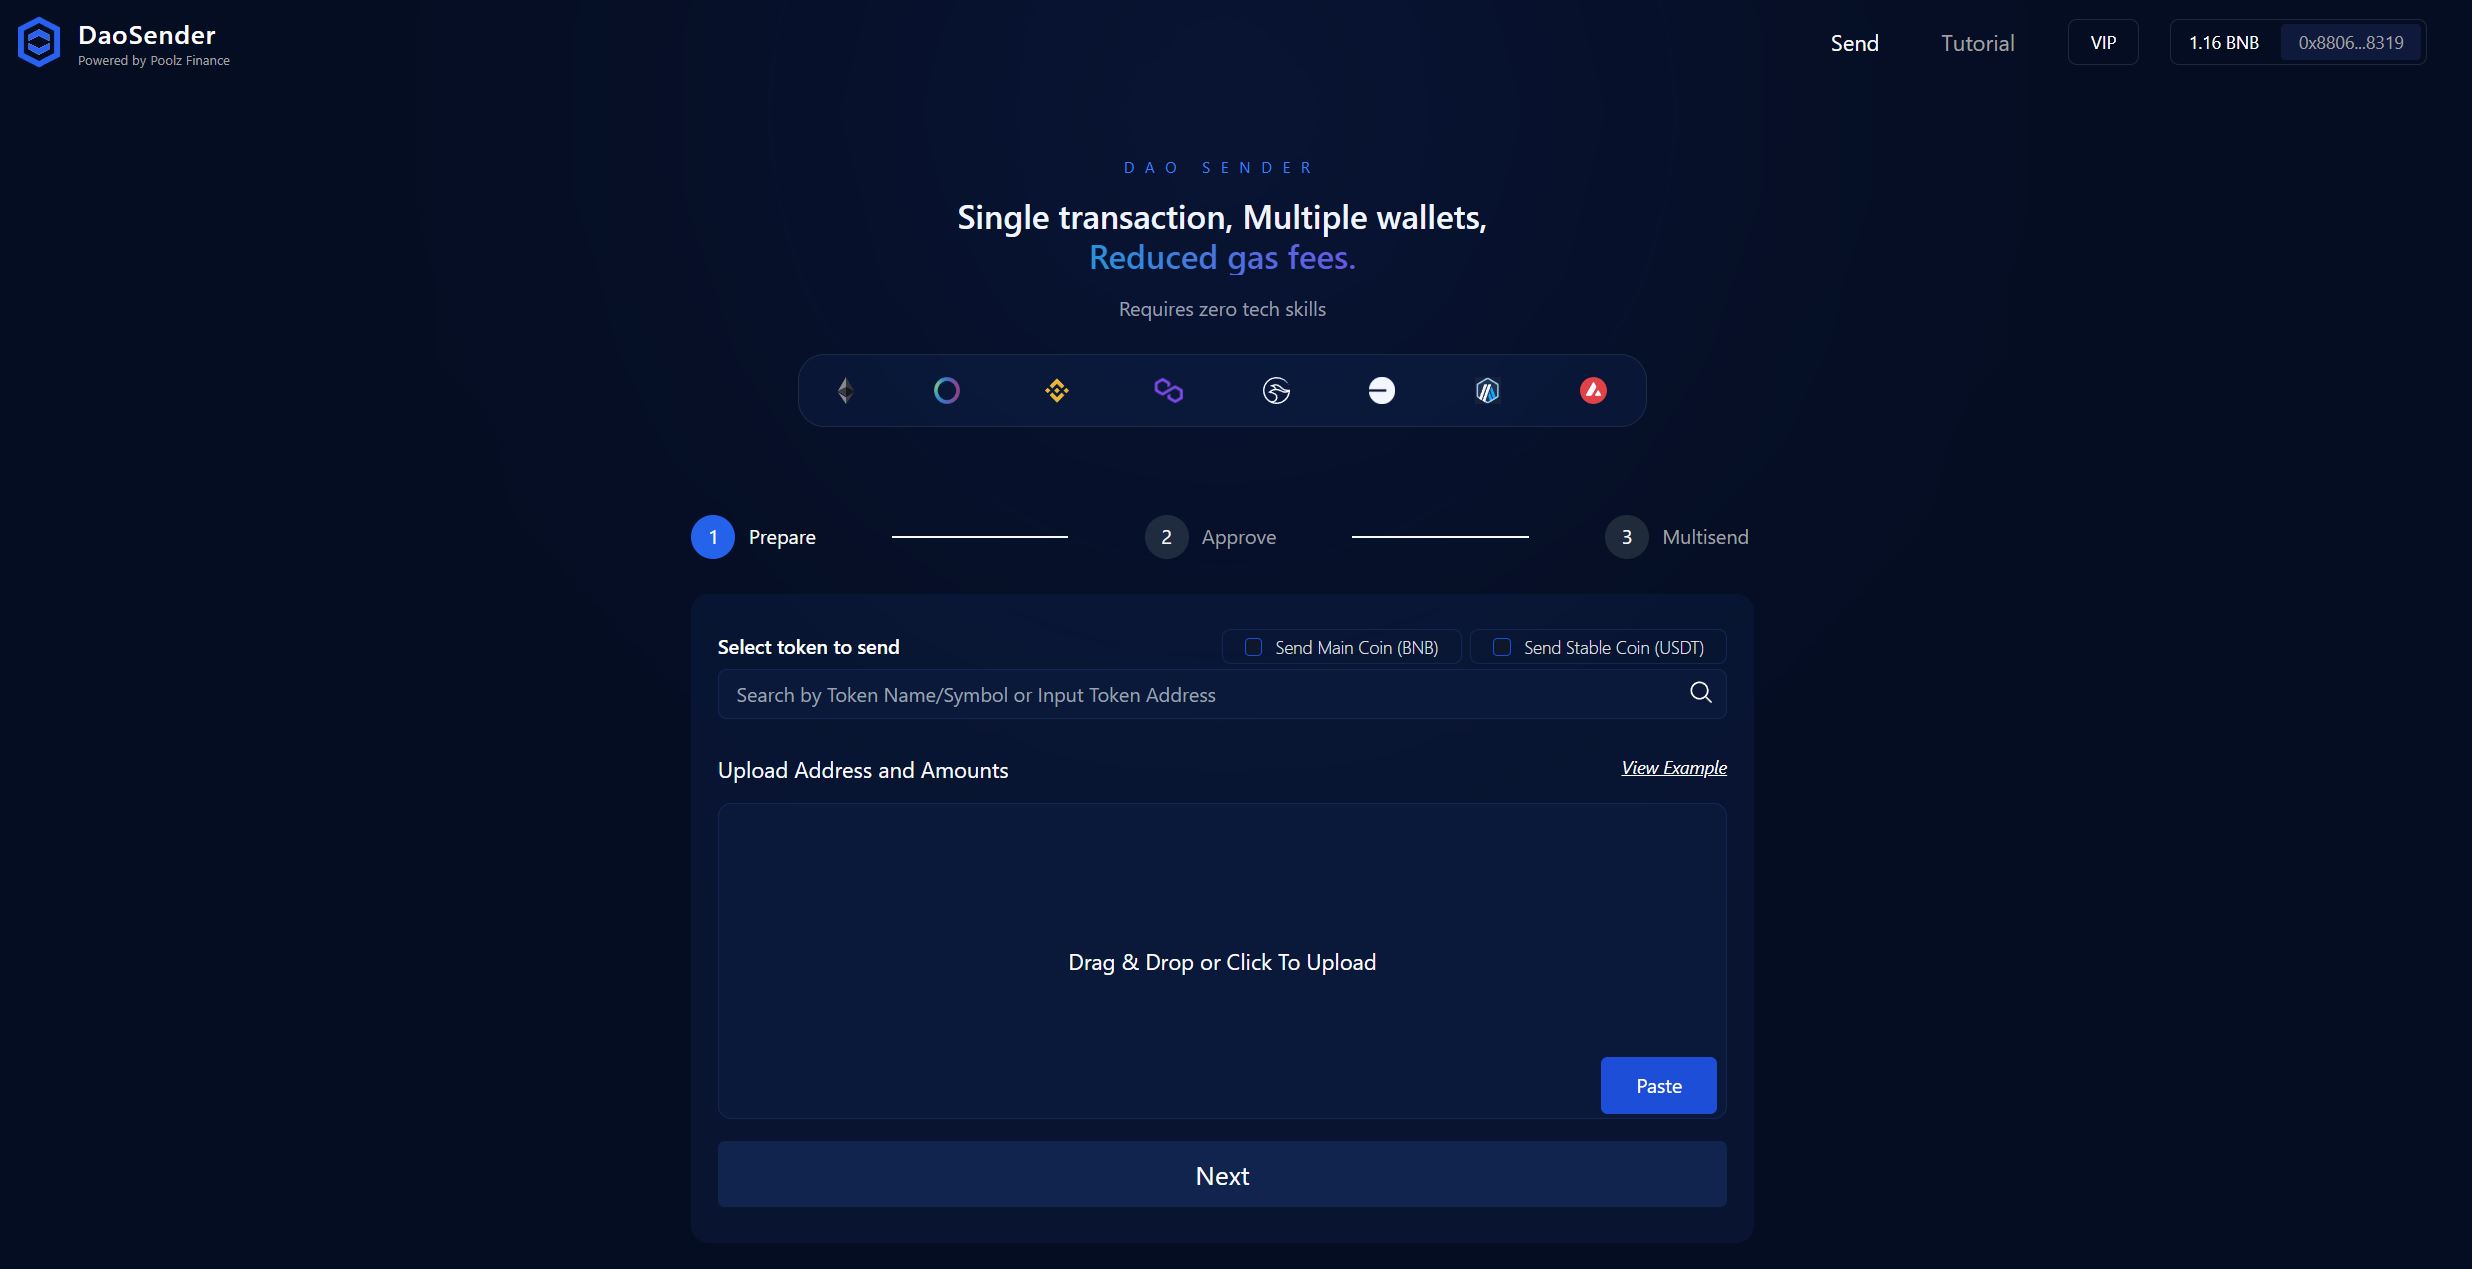 DaoSender
Powered by Poolz Finance
Send
Tutorial
VIP
1.16 BNB
0x8806...8319
DAO SENDER
Single transaction, Multiple wallets,
Reduced gas fees.
Requires zero tech skills
1 Prepare
2 Approve
3 Multisend
Select token to send
Send Main Coin (BNB)
Send Stable Coin (USDT)
Search by Token Name/Symbol or Input Token Address
Upload Address and Amounts
View Example
Drag & Drop or Click To Upload
Paste
Next